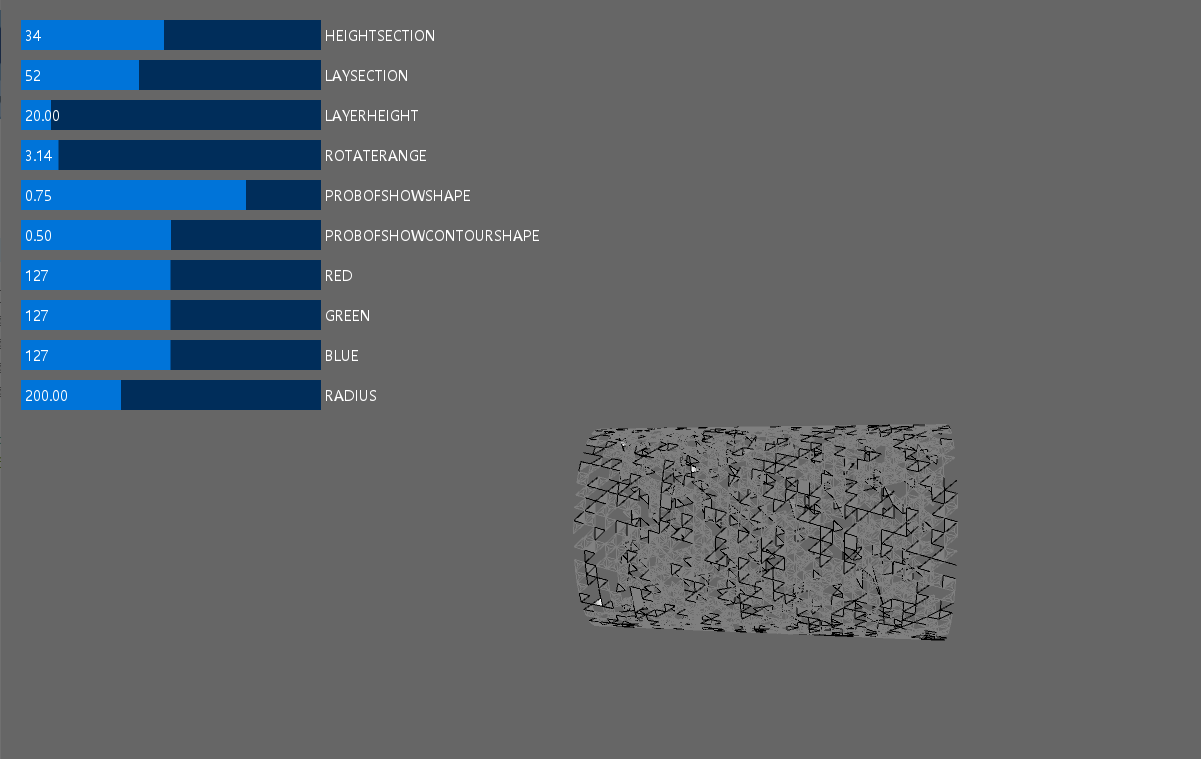 34 HEIGHTSECTION
52 LAYSECTION
20.00 LAYERHEIGHT
3.14 ROTATERANGE
0.75 PROBOFSHOWSHAPE
0.50 PROBOFSHOWCONTOURSHAPE
127 RED
127 GREEN
127 BLUE
200.00 RADIUS